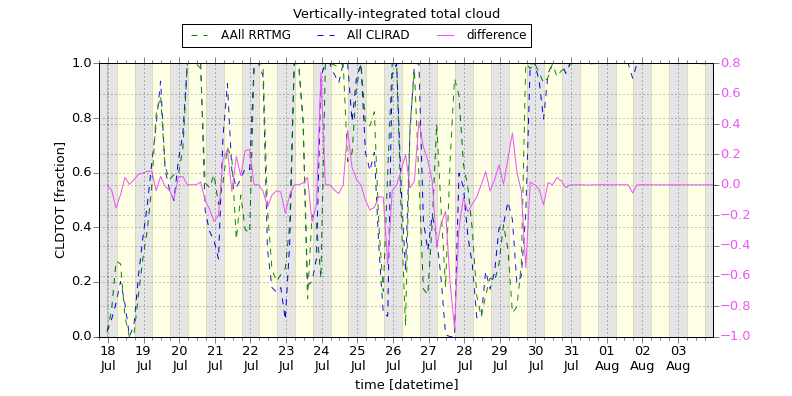 Vertically-integrated total cloud
AAll RRTMG All CLIRAD difference
1.0 0.8 0.6 0.4 0.2 0.0
CLDTOT [fraction]
0.8 0.6 0.4 0.2 0.0 −0.2 −0.4 −0.6 −0.8 −1.0
18 19 20 21 22 23 24 25 26 27 28 29 30 31 01 02 03
Jul Jul Jul Jul Jul Jul Jul Jul Jul Jul Jul Jul Jul Jul Aug Aug Aug
time [datetime]